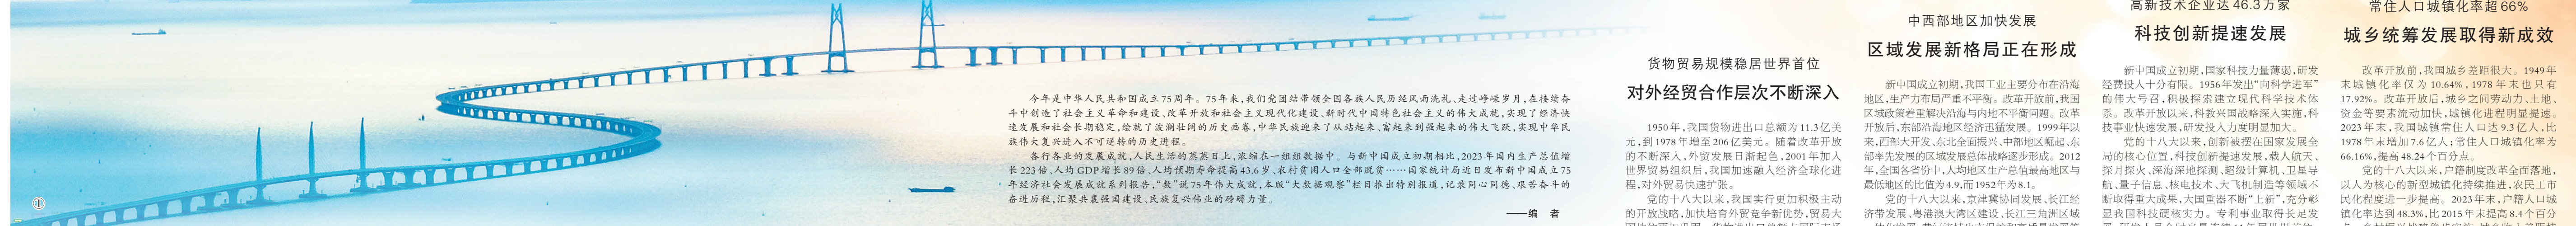 ①
今年是中华人民共和国成立75周年。75年来,我们党团结带领全国各族人民历经风雨洗礼、走过峥嵘岁月,在接续奋
斗中创造了社会主义革命和建设、改革开放和社会主义现代化建设、新时代中国特色社会主义的伟大成就,实现了经济快
速发展和社会长期稳定,绘就了波澜壮阔的历史画卷,中华民族迎来了从站起来、富起来到强起来的伟大飞跃,实现中华民
族伟大复兴进入不可逆转的历史进程。
各行各业的发展成就,人民生活的蒸蒸日上,浓缩在一组组数据中。与新中国成立初期相比,2023年国内生产总值增
长223倍、人均GDP增长89倍、人均预期寿命提高43.6岁、农村贫困人口全部脱贫……国家统计局近日发布新中国成立75
年经济社会发展成就系列报告,“数”说75年伟大成就,本版“大数据观察”栏目推出特别报道,记录同心同德、艰苦奋斗的
奋进历程,汇聚共襄强国建设、民族复兴伟业的磅礴力量。
——编 者
货物贸易规模稳居世界首位
对外经贸合作层次不断深入
1950年,我国货物进出口总额为11.3亿美
元,到1978年增至206亿美元。随着改革开放
的不断深入,外贸发展日渐起色,2001年加入
世界贸易组织后,我国加速融入经济全球化进
程,对外贸易快速扩张。
党的十八大以来,我国实行更加积极主动
的开放战略,加快培育外贸竞争新优势,贸易大
中西部地区加快发展
区域发展新格局正在形成
新中国成立初期,我国工业主要分布在沿海
地区,生产力布局严重不平衡。改革开放前,我国
区域政策着重解决沿海与内地不平衡问题。改革
开放后,东部沿海地区经济迅猛发展。1999年以
来,西部大开发、东北全面振兴、中部地区崛起、东
部率先发展的区域发展总体战略逐步形成。2012
年,全国各省份中,人均地区生产总值最高地区与
最低地区的比值为4.9,而1952年为8.1。
党的十八大以来,京津冀协同发展、长江经
济带发展、粤港澳大湾区建设、长江三角洲区域
高新技术企业达46.3万家
科技创新提速发展
新中国成立初期,国家科技力量薄弱,研发
经费投入十分有限。1956年发出“向科学进军”
的伟大号召,积极探索建立现代科学技术体
系。改革开放以来,科教兴国战略深入实施,科
技事业快速发展,研发投入力度明显加大。
党的十八大以来,创新被摆在国家发展全
局的核心位置,科技创新提速发展,载人航天、
探月探火、深海深地探测、超级计算机、卫星导
航、量子信息、核电技术、大飞机制造等领域不
断取得重大成果,大国重器不断“上新”,充分彰
显我国科技硬核实力。专利事业取得长足发
常住人口城镇化率超66%
城乡统筹发展取得新成效
改革开放前,我国城乡差距很大。1949年
末城镇化率仅为10.64%,1978年末也只有
17.92%。改革开放后,城乡之间劳动力、土地、
资金等要素流动加快,城镇化进程明显提速。
2023年末,我国城镇常住人口达9.3亿人,比
1978年末增加7.6亿人;常住人口城镇化率为
66.16%,提高48.24个百分点。
党的十八大以来,户籍制度改革全面落地,
以人为核心的新型城镇化持续推进,农民工市
民化程度进一步提高。2023年末,户籍人口城
镇化率达到48.3%,比2015年末提高8.4个百分